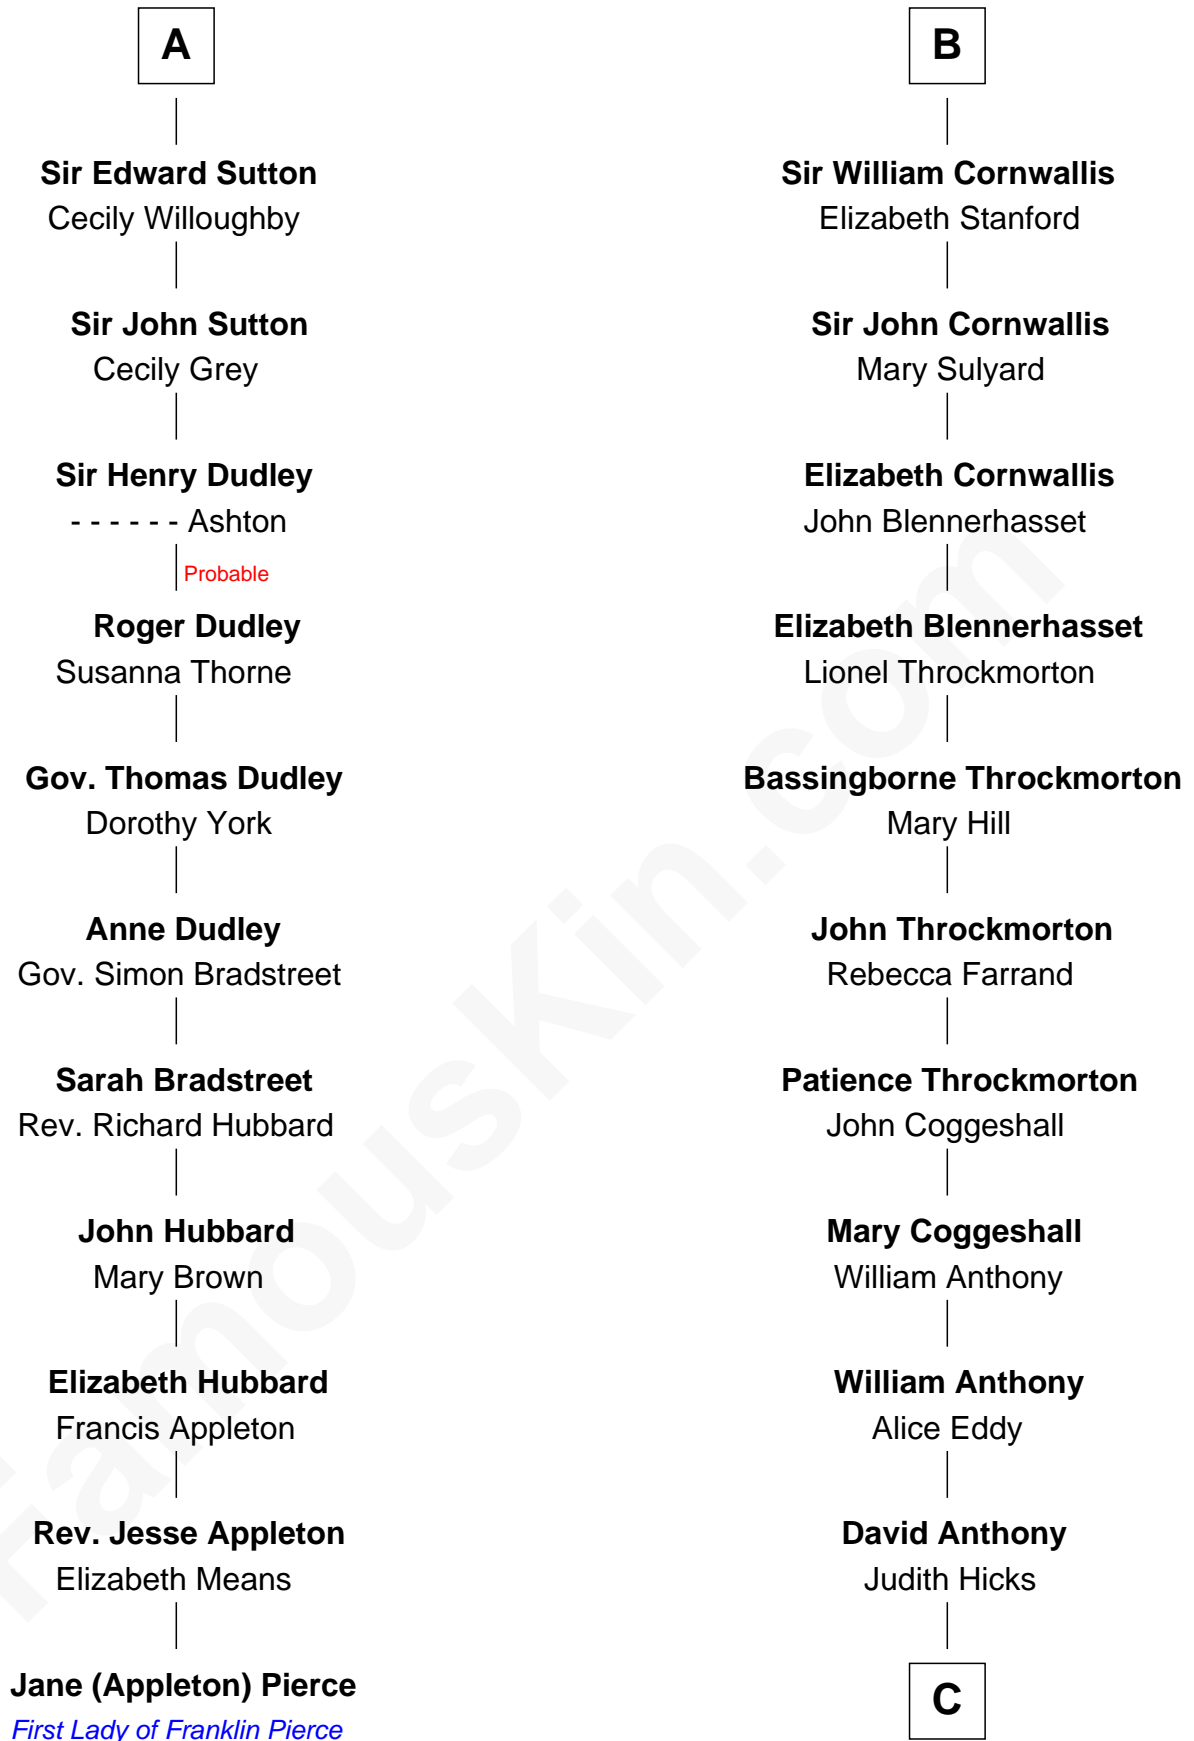 A
Sir Edward Sutton
Cecily Willoughby
Sir John Sutton
Cecily Grey
Sir Henry Dudley
- - - - - - Ashton
Probable
Roger Dudley
Susanna Thorne
Gov. Thomas Dudley
Dorothy York
Anne Dudley
Gov. Simon Bradstreet
Sarah Bradstreet
Rev. Richard Hubbard
John Hubbard
Mary Brown
Elizabeth Hubbard
Francis Appleton
Rev. Jesse Appleton
Elizabeth Means
Jane (Appleton) Pierce
First Lady of Franklin Pierce
B
Sir William Cornwallis
Elizabeth Stanford
Sir John Cornwallis
Mary Sulyard
Elizabeth Cornwallis
John Blennerhasset
Elizabeth Blennerhasset
Lionel Throckmorton
Bassingborne Throckmorton
Mary Hill
John Throckmorton
Rebecca Farrand
Patience Throckmorton
John Coggeshall
Mary Coggeshall
William Anthony
William Anthony
Alice Eddy
David Anthony
Judith Hicks
C
FamousKin.com